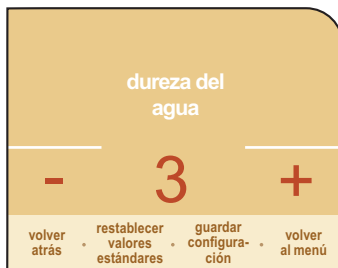 dureza del
agua
- 3 +
volver
atrás
restablecer
valores
estándares
guardar
configura-
ción
volver
al menú